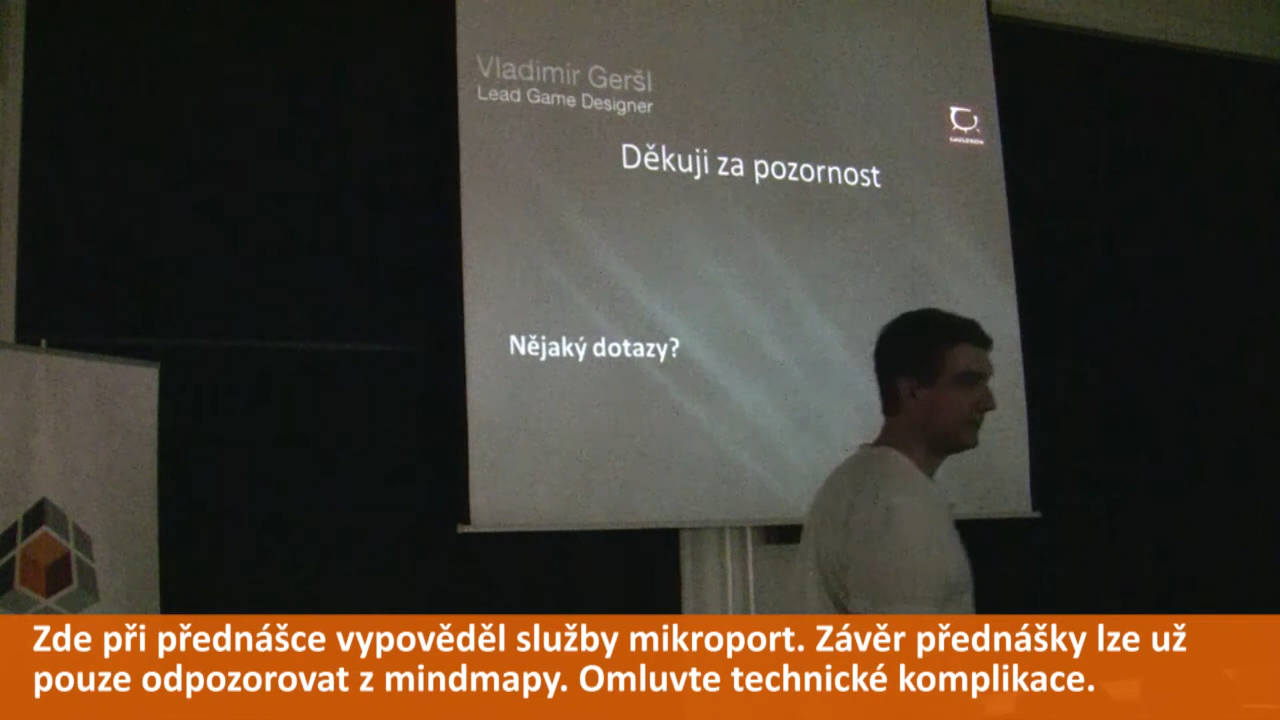 Vladimír Geršl
Lead Game Designer
CAULDRON
Děkuji za pozornost
Nějaký dotazy?
Zde při přednášce vypověděl služby mikroport. Závěr přednášky lze už
pouze odpozorovat z mindmapy. Omluvte technické komplikace.